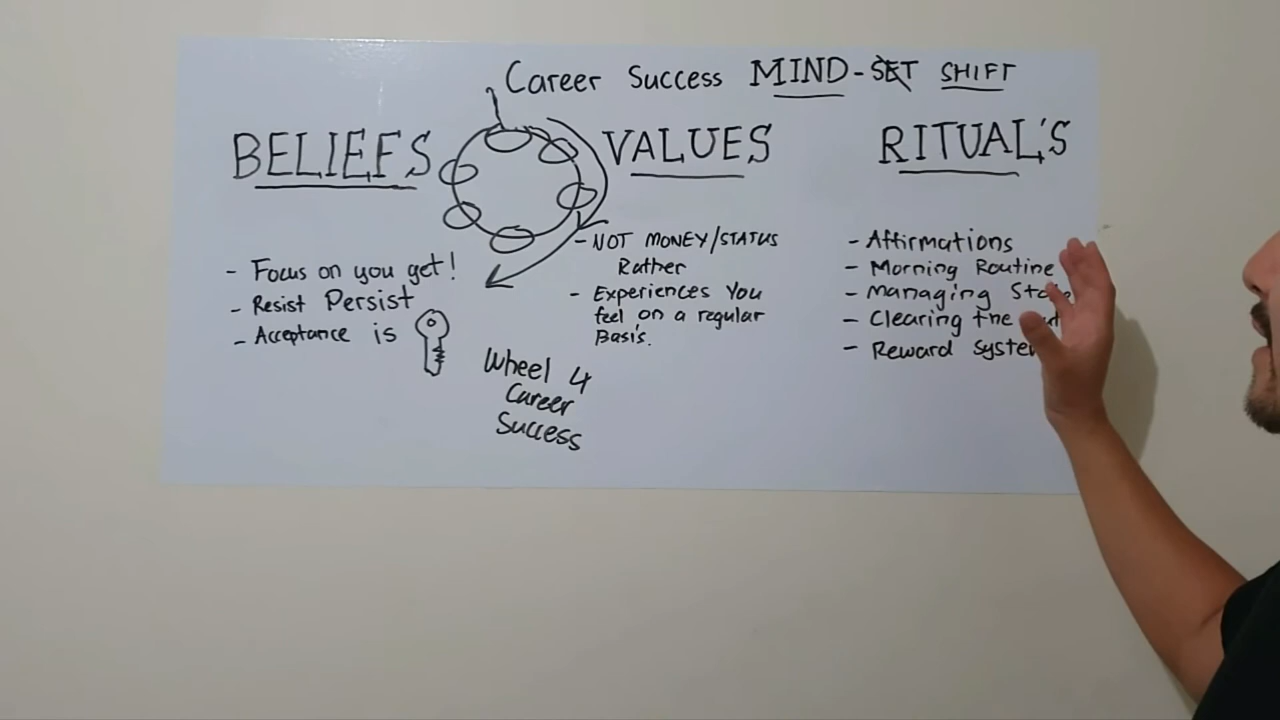 Career Success MIND-SET SHIFT
BELIEFS
- Focus on you get!
- Resist Persist
- Acceptance is
Wheel 4
Career
Success
VALUES
- NOT MONEY/STATUS
Rather
- Experiences You
feel on a regular
Basis.
RITUAL'S
- Affirmations
- Morning Routine
- Managing
- Clearing the
- Reward System